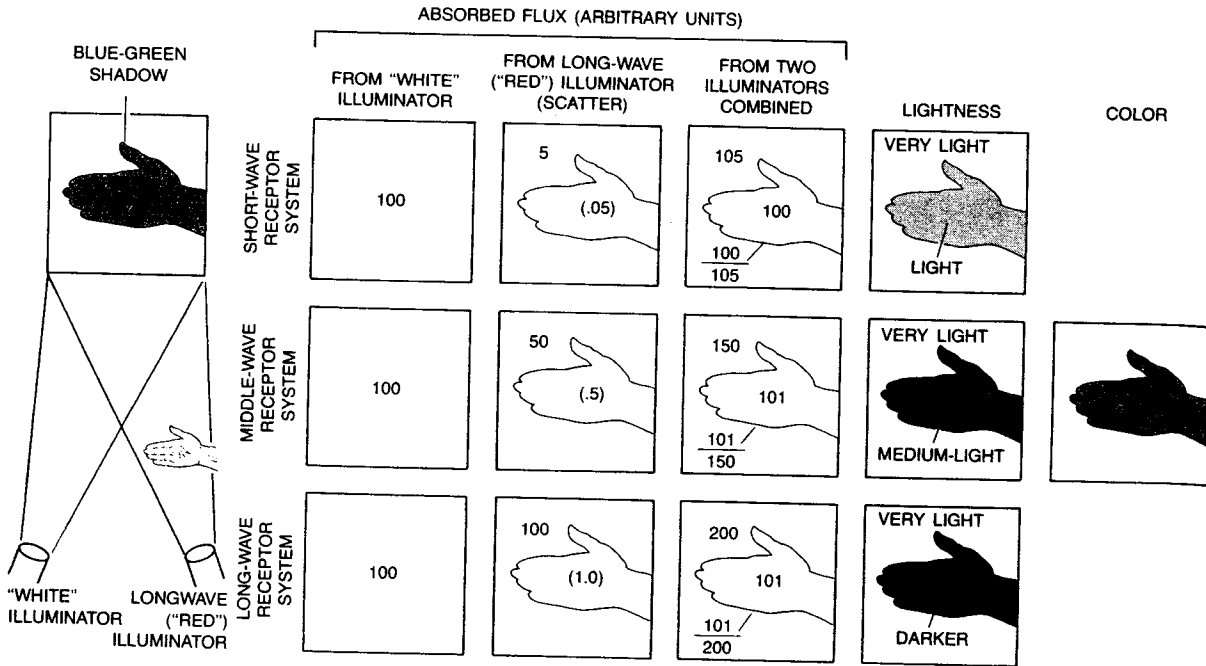 ABSORBED FLUX (ARBITRARY UNITS)
BLUE-GREEN
SHADOW
FROM "WHITE"
ILLUMINATOR
FROM LONG-WAVE
("RED") ILLUMINATOR
(SCATTER)
FROM TWO
ILLUMINATORS
COMBINED
LIGHTNESS
COLOR
SHORT-WAVE
RECEPTOR
SYSTEM
100
5
(.05)
105
100
100
105
VERY LIGHT
LIGHT
MIDDLE-WAVE
RECEPTOR
SYSTEM
100
50
(.5)
150
101
101
150
VERY LIGHT
MEDIUM-LIGHT
LONG-WAVE
RECEPTOR
SYSTEM
100
100
(1.0)
200
101
101
200
VERY LIGHT
DARKER
"WHITE"
ILLUMINATOR
LONGWAVE
("RED")
ILLUMINATOR